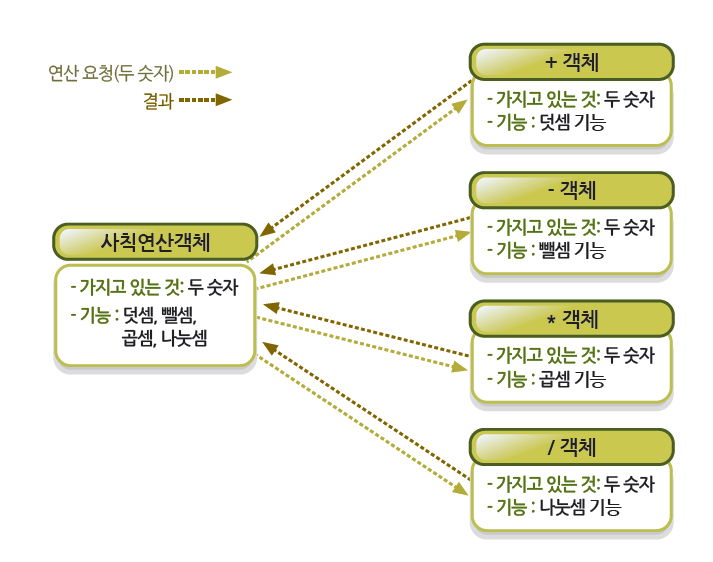 연산 요청(두 숫자)
결과
사칙연산객체
- 가지고 있는 것: 두 숫자
- 기능 : 덧셈, 뺄셈,
곱셈, 나눗셈
+ 객체
- 가지고 있는 것: 두 숫자
- 기능 : 덧셈 기능
- 객체
- 가지고 있는 것: 두 숫자
- 기능 : 뺄셈 기능
* 객체
- 가지고 있는 것: 두 숫자
- 기능 : 곱셈 기능
/ 객체
- 가지고 있는 것: 두 숫자
- 기능 : 나눗셈 기능